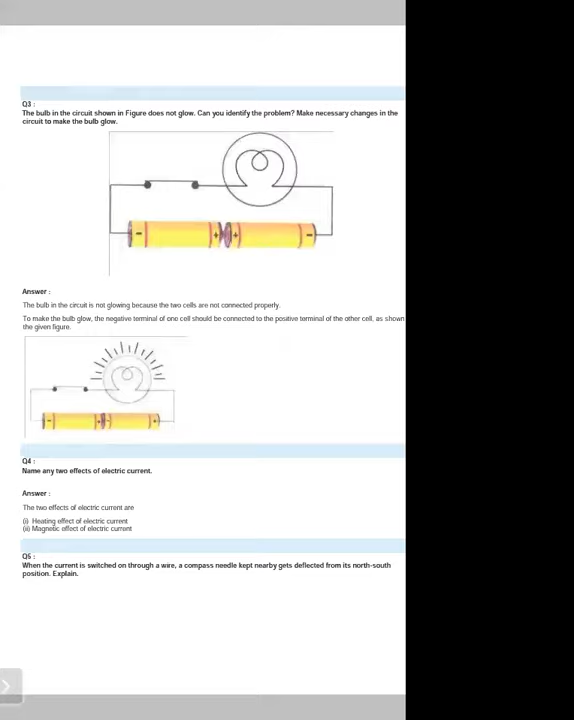 Q3 :
The bulb in the circuit shown in Figure does not glow. Can you identify the problem? Make necessary changes in the
circuit to make the bulb glow.
- + + -
Answer :
The bulb in the circuit is not glowing because the two cells are not connected properly.
To make the bulb glow, the negative terminal of one cell should be connected to the positive terminal of the other cell, as shown
the given figure.
- + - +
Q4 :
Name any two effects of electric current.
Answer :
The two effects of electric current are
(i) Heating effect of electric current
(ii) Magnetic effect of electric current
Q5 :
When the current is switched on through a wire, a compass needle kept nearby gets deflected from its north-south
position. Explain.